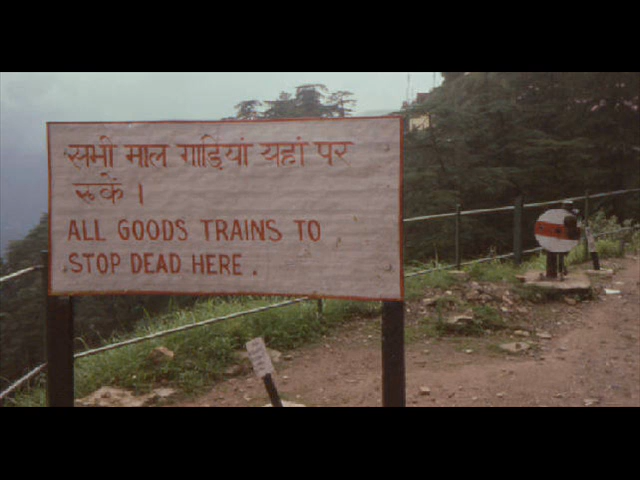 सभी माल गाड़ियां यहां पर
रूकें ।
ALL GOODS TRAINS TO
STOP DEAD HERE.